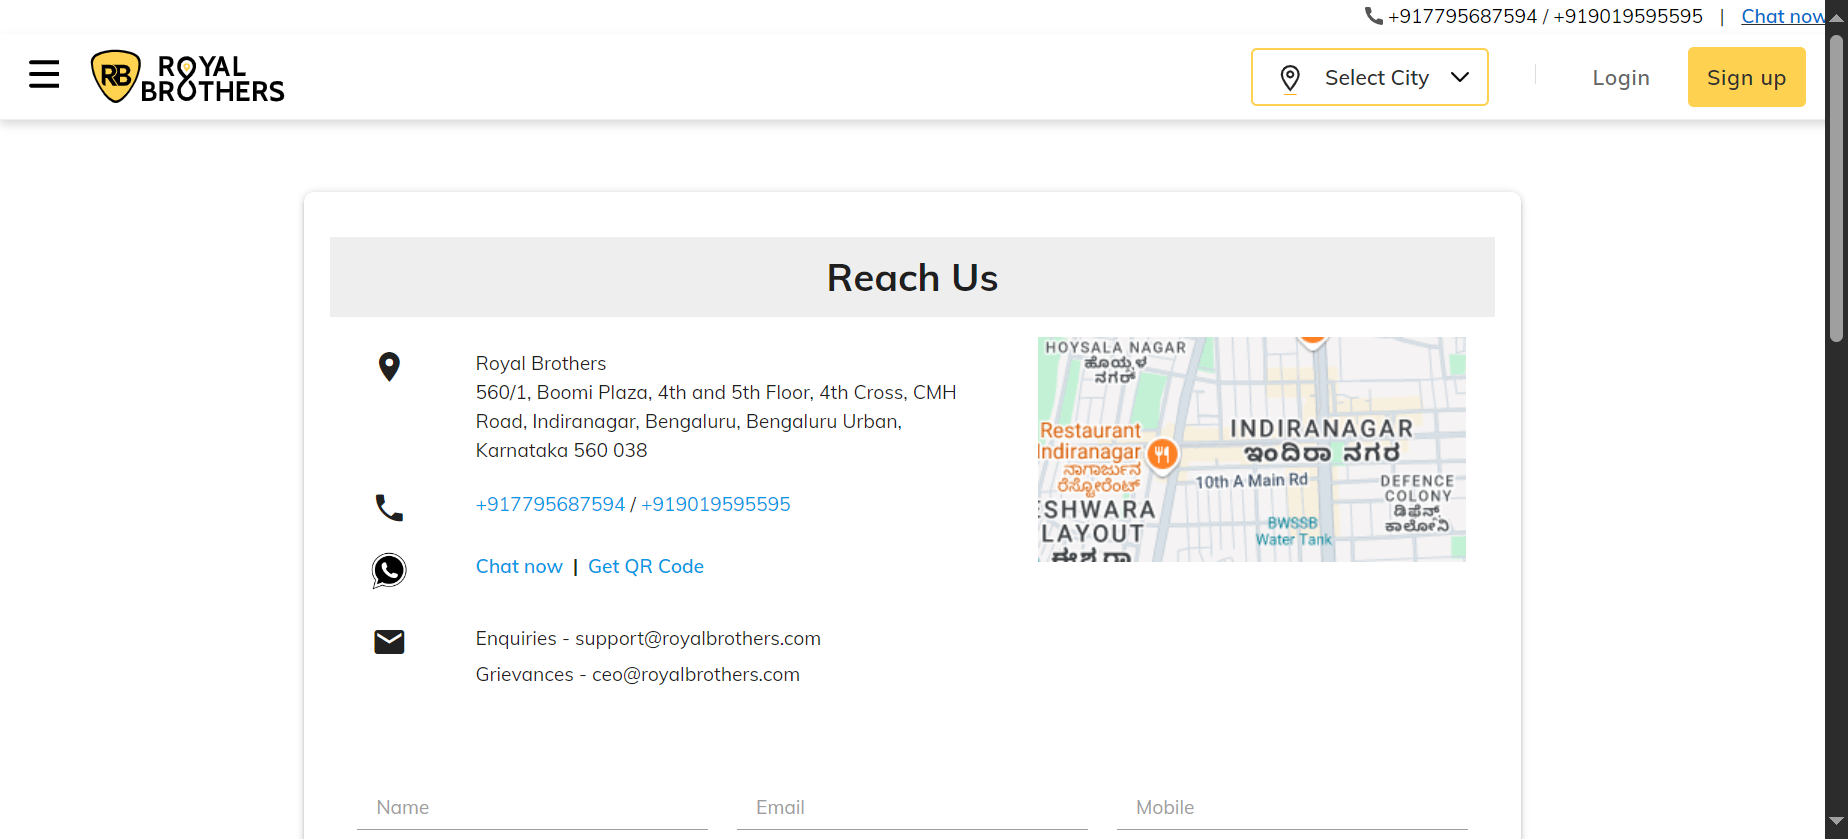 +917795687594 / +919019595595 | Chat now
RB ROYAL BROTHERS
Select City
Login
Sign up
Reach Us
Royal Brothers
560/1, Boomi Plaza, 4th and 5th Floor, 4th Cross, CMH
Road, Indiranagar, Bengaluru, Bengaluru Urban,
Karnataka 560 038
+917795687594 / +919019595595
Chat now | Get QR Code
Enquiries - support@royalbrothers.com
Grievances - ceo@royalbrothers.com
HOYSALA NAGAR
ಹೊಯ್ಸಳ
ನಗರ್
Restaurant
Indiranagar
ನಾಗಾರ್ಜುನ
ರೆಸ್ಟೋರೆಂಟ್
INDIRANAGAR
ಇಂದಿರಾ ನಗರ
10th A Main Rd
DEFENCE
COLONY
ಡಿಫೆನ್ಸ್
ಕಾಲೋನಿ
ESHWARA
LAYOUT
BWSSB
Water Tank
Name
Email
Mobile